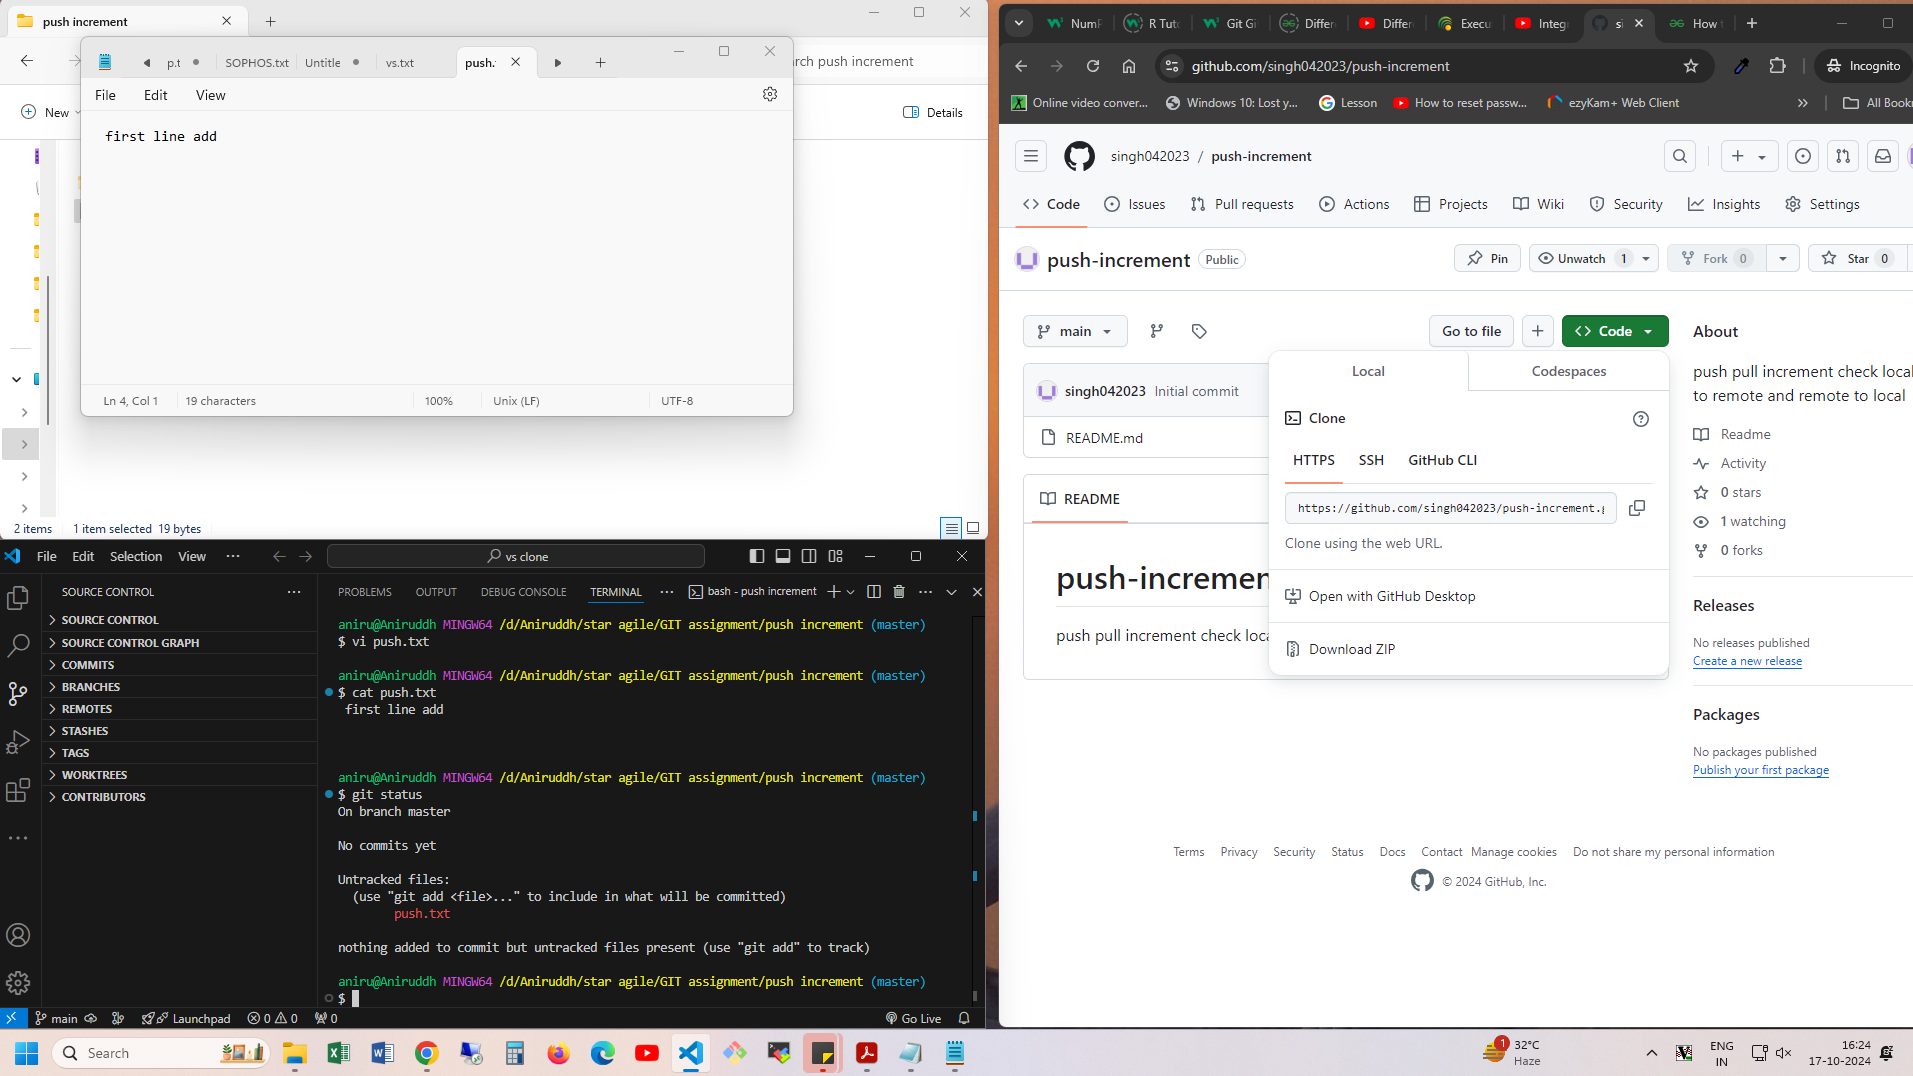 push increment
New
arch push increment
Details
p.t
SOPHOS.txt
Untitle
vs.txt
push.
File
Edit
View
first line add
Ln 4, Col 1
19 characters
100%
Unix (LF)
UTF-8
2 items
1 item selected 19 bytes
File
Edit
Selection
View
vs clone
SOURCE CONTROL
SOURCE CONTROL
SOURCE CONTROL GRAPH
COMMITS
BRANCHES
REMOTES
STASHES
TAGS
WORKTREES
CONTRIBUTORS
PROBLEMS
OUTPUT
DEBUG CONSOLE
TERMINAL
bash - push increment
aniru@Aniruddh MINGW64 /d/Aniruddh/star agile/GIT assignment/push increment (master)
$ vi push.txt
aniru@Aniruddh MINGW64 /d/Aniruddh/star agile/GIT assignment/push increment (master)
$ cat push.txt
first line add
aniru@Aniruddh MINGW64 /d/Aniruddh/star agile/GIT assignment/push increment (master)
$ git status
On branch master
No commits yet
Untracked files:
(use "git add <file>..." to include in what will be committed)
push.txt
nothing added to commit but untracked files present (use "git add" to track)
aniru@Aniruddh MINGW64 /d/Aniruddh/star agile/GIT assignment/push increment (master)
$
main
Launchpad
0
0
0
Go Live
NumP
R Tuto
Git Gi
Differ
Differ
Execu
Integ
si
How t
github.com/singh042023/push-increment
Incognito
Online video conver...
Windows 10: Lost y...
Lesson
How to reset passw...
ezyKam+ Web Client
All Book
singh042023 / push-increment
Code
Issues
Pull requests
Actions
Projects
Wiki
Security
Insights
Settings
push-increment
Public
Pin
Unwatch 1
Fork 0
Star 0
main
Go to file
Code
singh042023 Initial commit
README.md
README
push-increment
push pull increment check loca
Local
Codespaces
Clone
HTTPS
SSH
GitHub CLI
https://github.com/singh042023/push-increment.g
Clone using the web URL.
Open with GitHub Desktop
Download ZIP
About
push pull increment check local
to remote and remote to local
Readme
Activity
0 stars
1 watching
0 forks
Releases
No releases published
Create a new release
Packages
No packages published
Publish your first package
Terms
Privacy
Security
Status
Docs
Contact
Manage cookies
Do not share my personal information
© 2024 GitHub, Inc.
Search
1
32°C
Haze
ENG
IN
16:24
17-10-2024